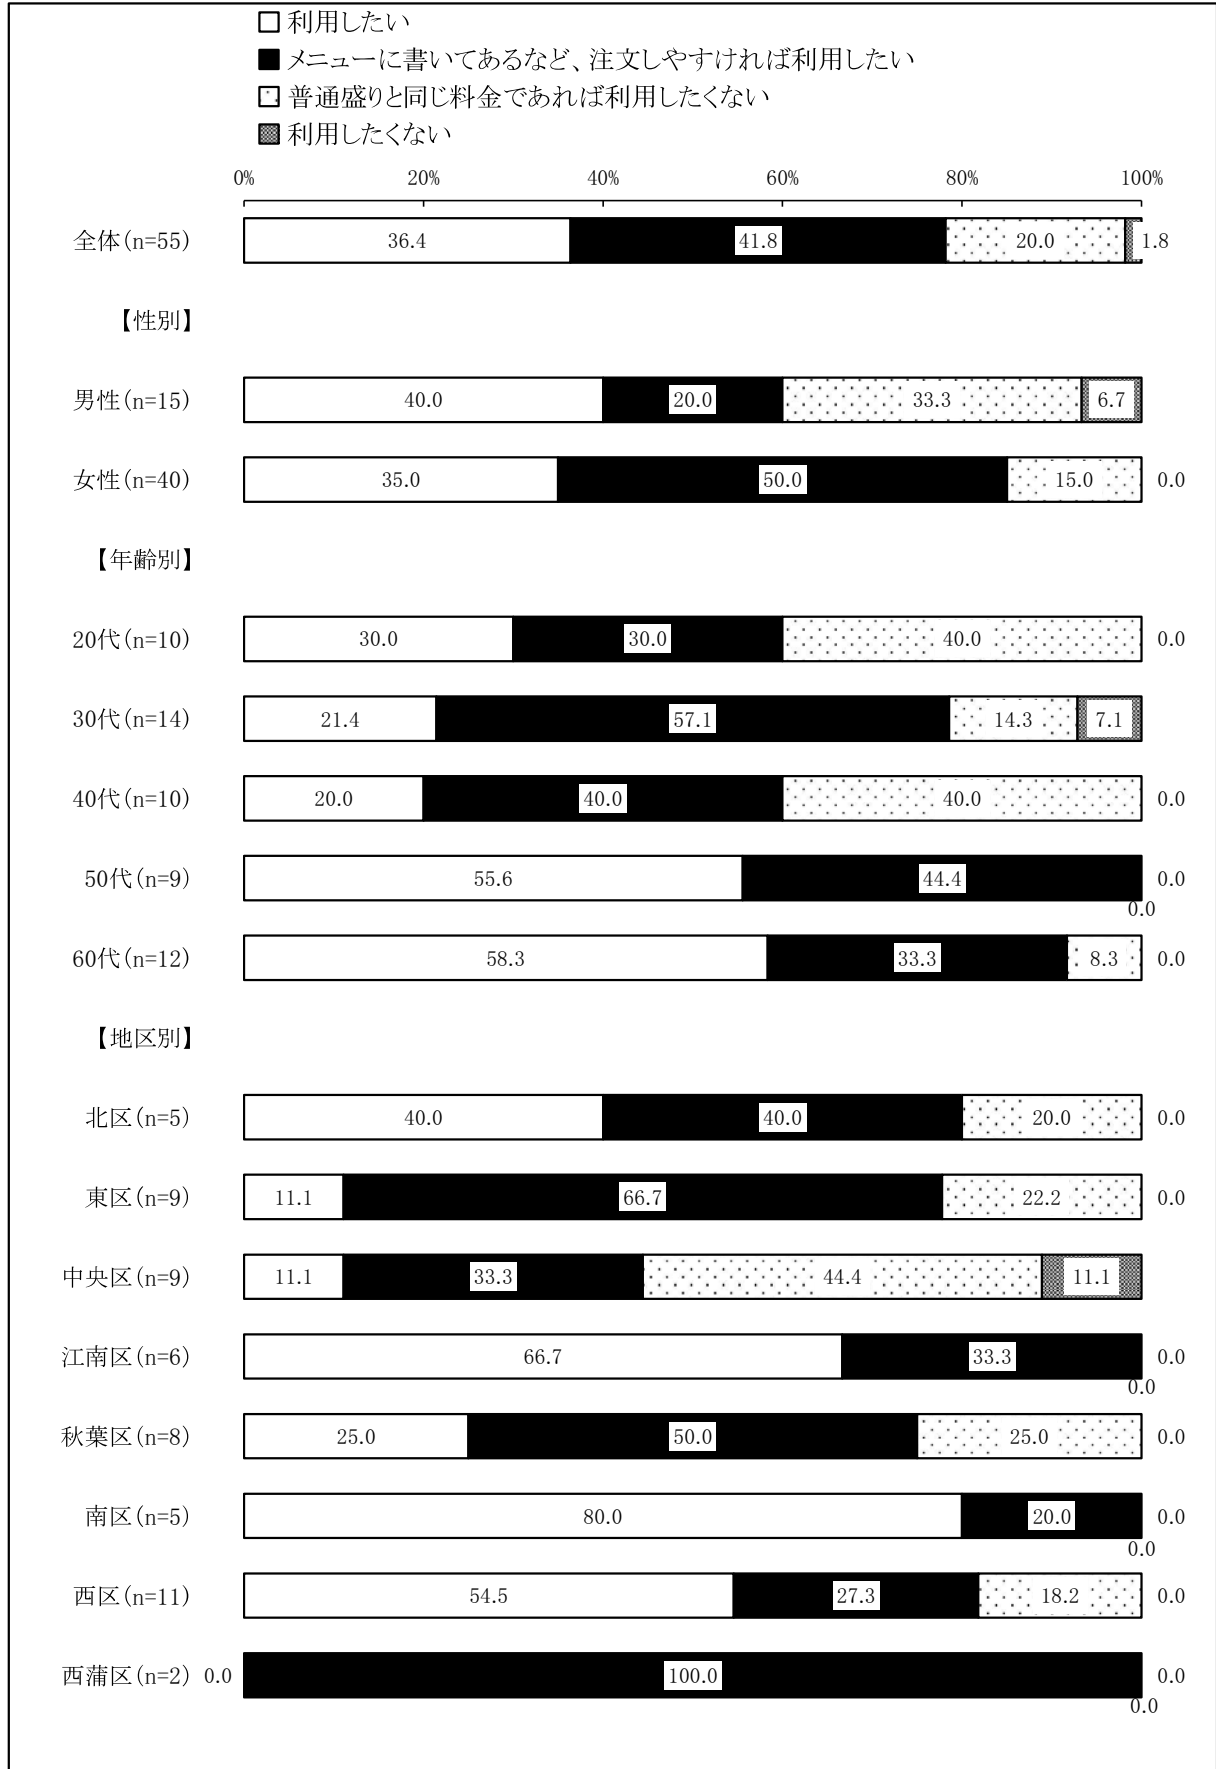 利用したい
メニューに書いてあるなど、注文しやすければ利用したい
普通盛りと同じ料金であれば利用したくない
利用したくない
0% 20% 40% 60% 80% 100%
全体(n=55) 36.4 41.8 20.0 1.8
【性別】
男性(n=15) 40.0 20.0 33.3 6.7
女性(n=40) 35.0 50.0 15.0 0.0
【年齢別】
20代(n=10) 30.0 30.0 40.0 0.0
30代(n=14) 21.4 57.1 14.3 7.1
40代(n=10) 20.0 40.0 40.0 0.0
50代(n=9) 55.6 44.4 0.0
0.0
60代(n=12) 58.3 33.3 8.3 0.0
【地区別】
北区(n=5) 40.0 40.0 20.0 0.0
東区(n=9) 11.1 66.7 22.2 0.0
中央区(n=9) 11.1 33.3 44.4 11.1
江南区(n=6) 66.7 33.3 0.0
0.0
秋葉区(n=8) 25.0 50.0 25.0 0.0
南区(n=5) 80.0 20.0 0.0
0.0
西区(n=11) 54.5 27.3 18.2 0.0
西蒲区(n=2) 0.0 100.0 0.0
0.0